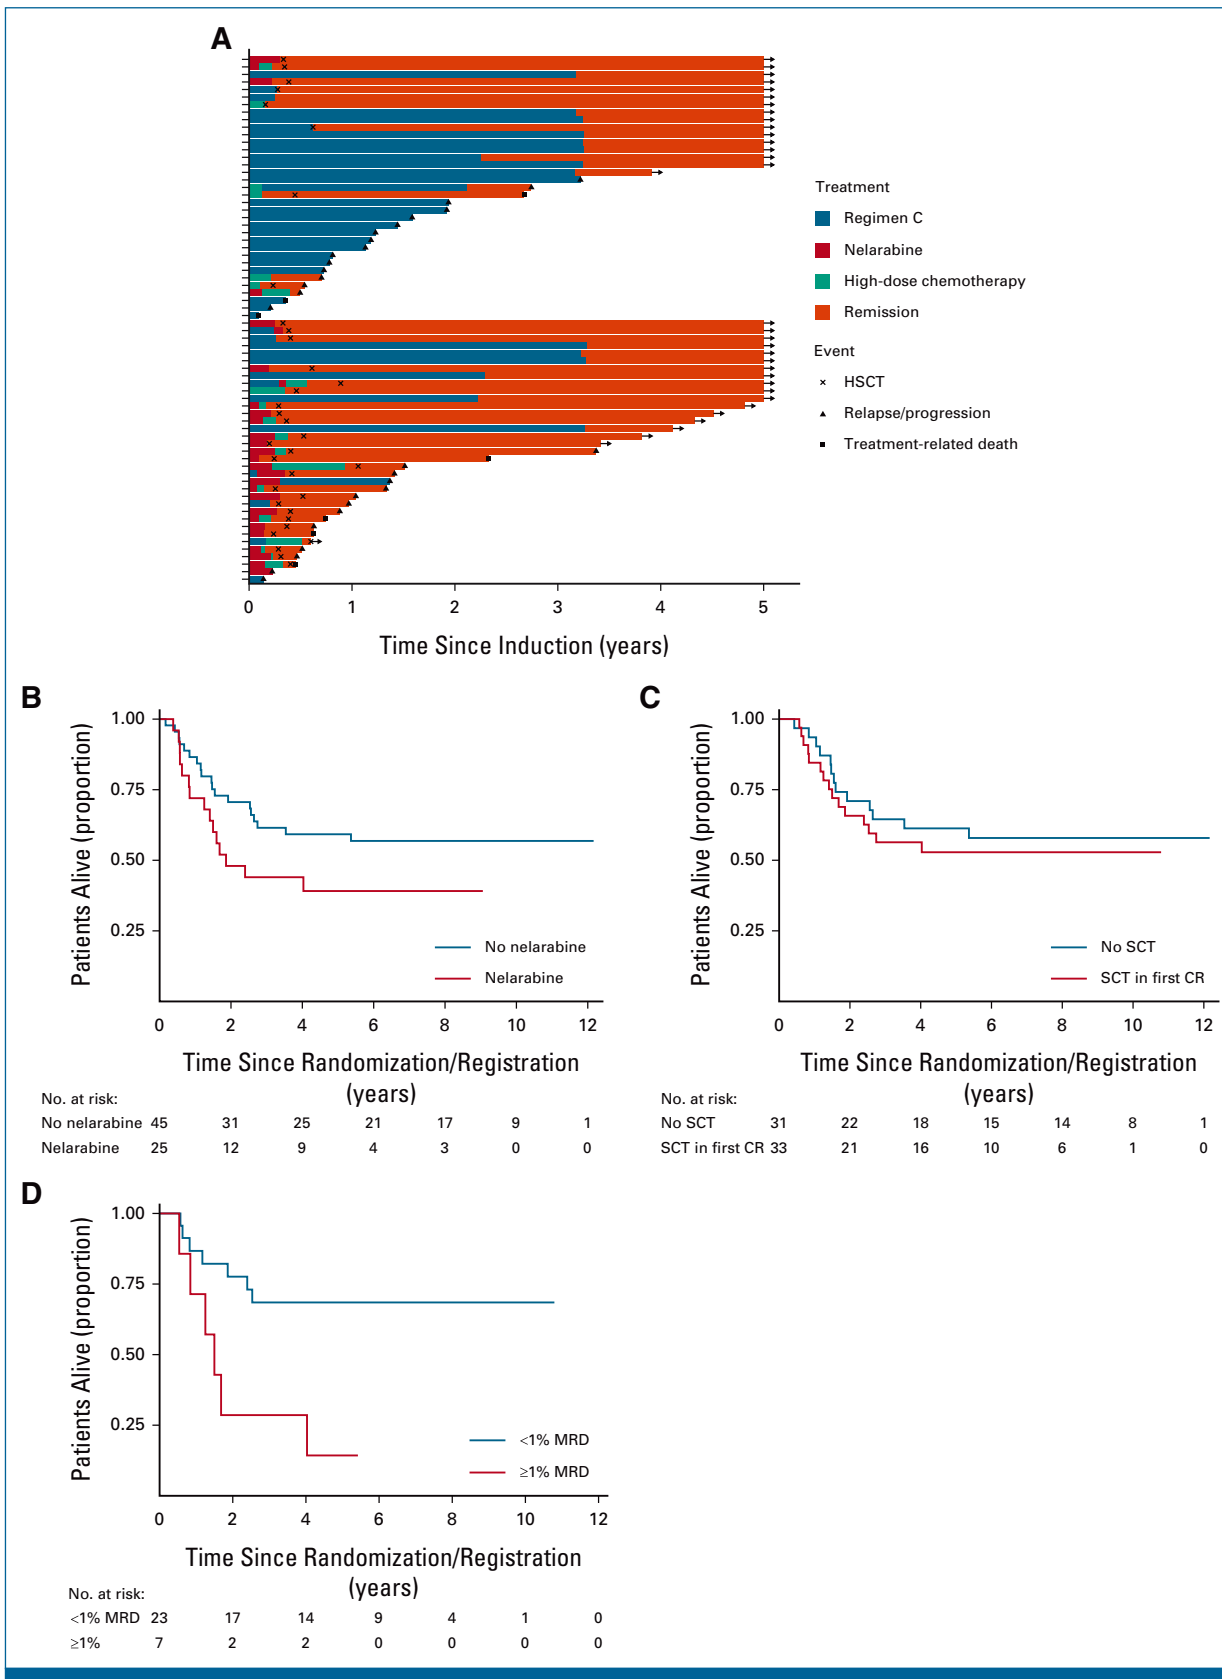 A
Treatment
Regimen C
Nelarabine
High-dose chemotherapy
Remission
Event
HSCT
Relapse/progression
Treatment-related death
0 1 2 3 4 5
Time Since Induction (years)
B
Patients Alive (proportion)
1.00
0.75
0.50
0.25
No nelarabine
Nelarabine
0 2 4 6 8 10 12
Time Since Randomization/Registration
(years)
No. at risk:
No nelarabine 45 31 25 21 17 9 1
Nelarabine 25 12 9 4 3 0 0
C
Patients Alive (proportion)
1.00
0.75
0.50
0.25
No SCT
SCT in first CR
0 2 4 6 8 10 12
Time Since Randomization/Registration
(years)
No. at risk:
No SCT 31 22 18 15 14 8 1
SCT in first CR 33 21 16 10 6 1 0
D
Patients Alive (proportion)
1.00
0.75
0.50
0.25
<1% MRD
≥1% MRD
0 2 4 6 8 10 12
Time Since Randomization/Registration
(years)
No. at risk:
<1% MRD 23 17 14 9 4 1 0
≥1% 7 2 2 0 0 0 0